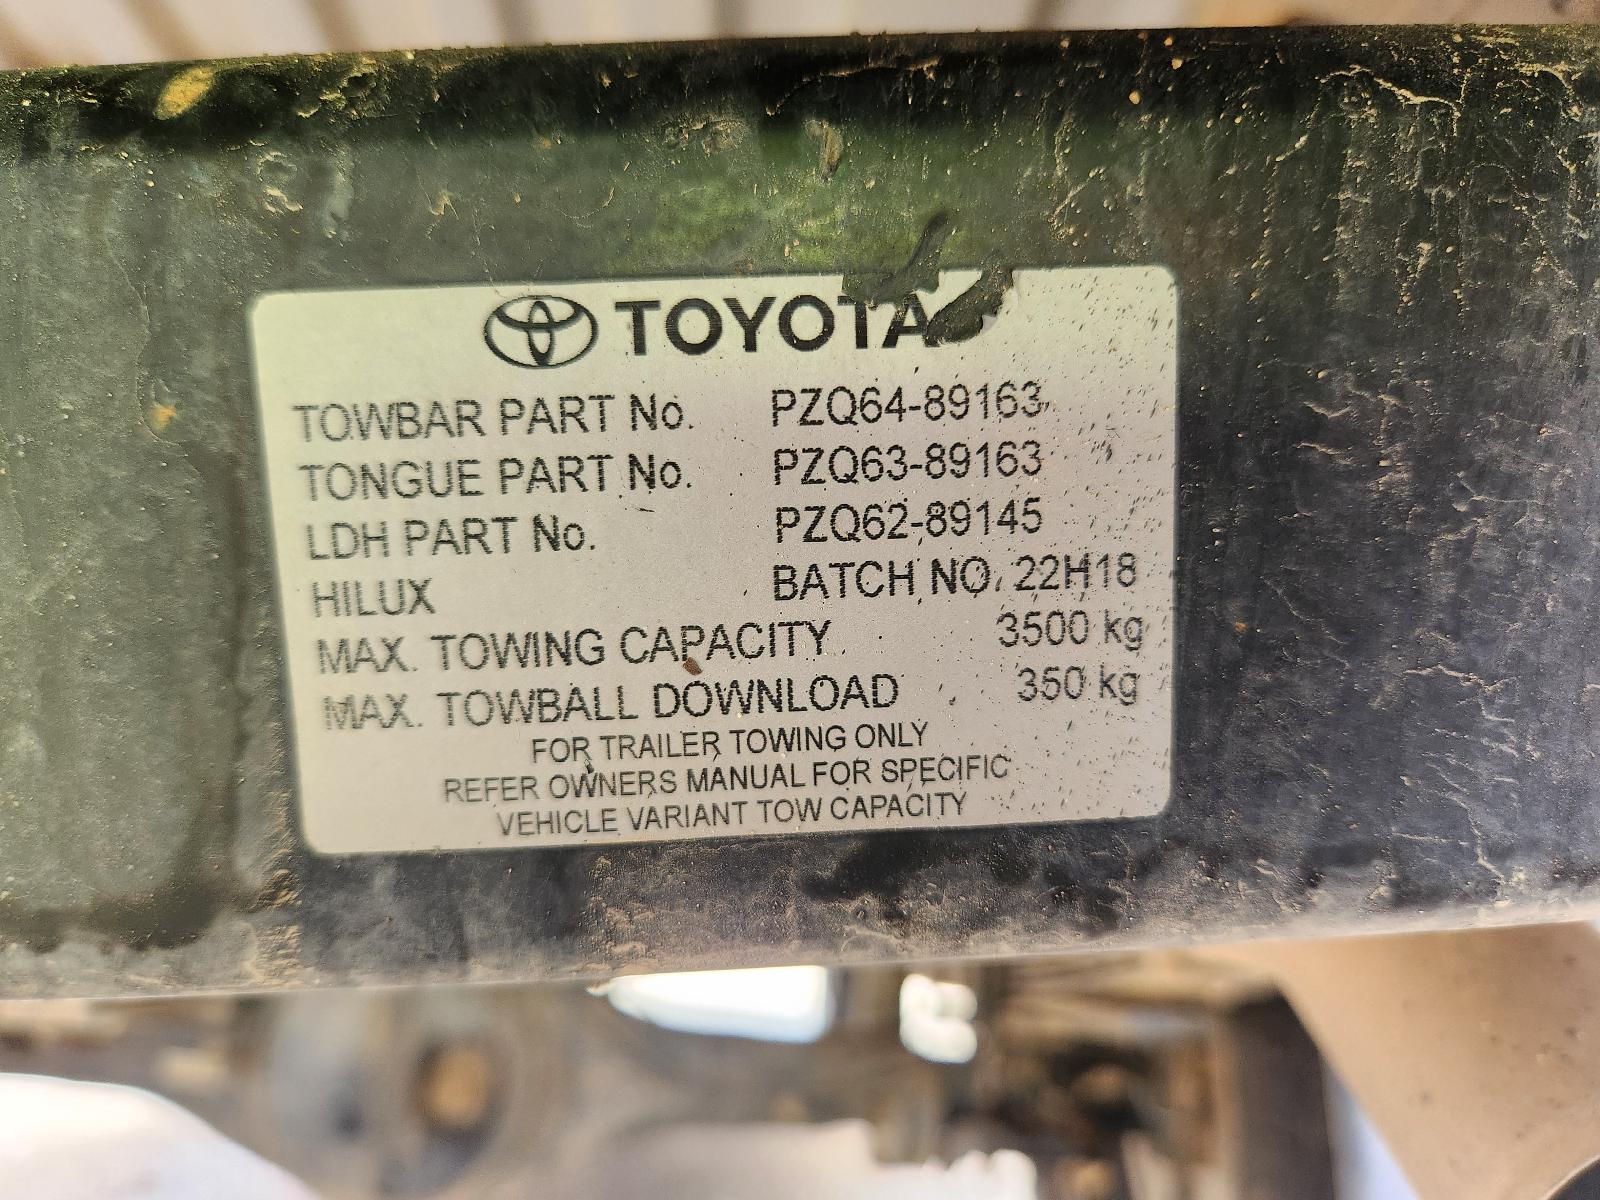 TOYOTA
TOWBAR PART No. PZQ64-89163
TONGUE PART No. PZQ63-89163
LDH PART No. PZQ62-89145
HILUX BATCH NO. 22H18
MAX. TOWING CAPACITY 3500 kg
MAX. TOWBALL DOWNLOAD 350 kg
FOR TRAILER TOWING ONLY
REFER OWNERS MANUAL FOR SPECIFIC
VEHICLE VARIANT TOW CAPACITY